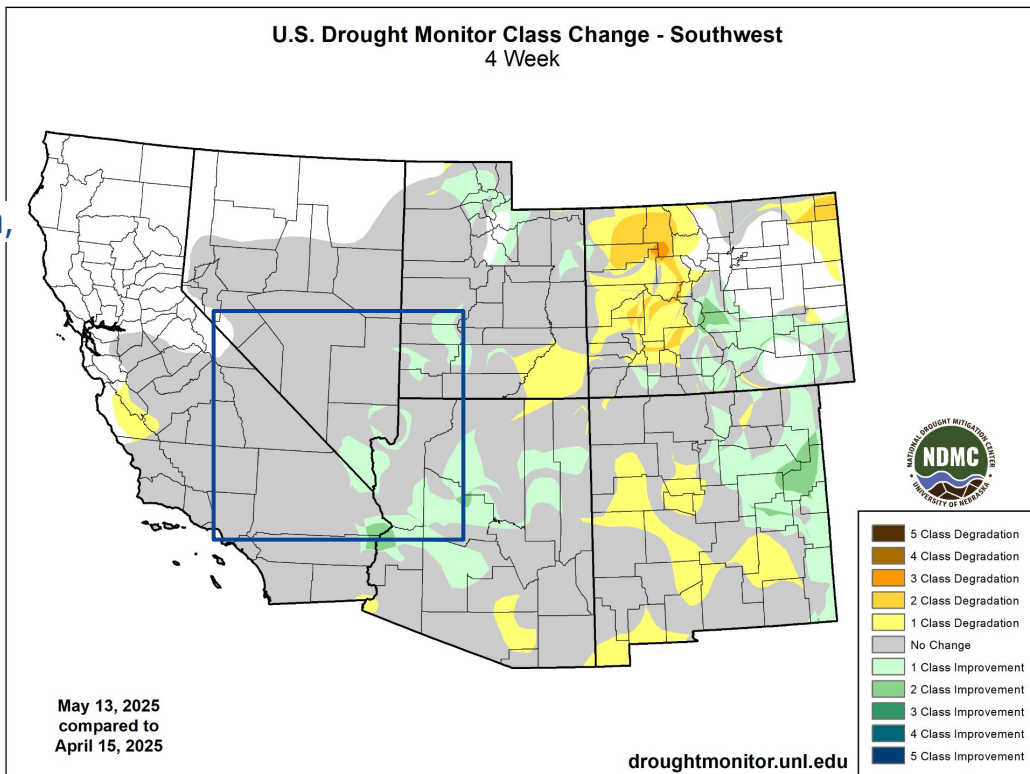 U.S. Drought Monitor Class Change - Southwest
4 Week
,
NATIONAL DROUGHT MITIGATION CENTER
NDMC
UNIVERSITY OF NEBRASKA
5 Class Degradation
4 Class Degradation
3 Class Degradation
2 Class Degradation
1 Class Degradation
No Change
1 Class Improvement
2 Class Improvement
3 Class Improvement
4 Class Improvement
5 Class Improvement
May 13, 2025
compared to
April 15, 2025
droughtmonitor.unl.edu